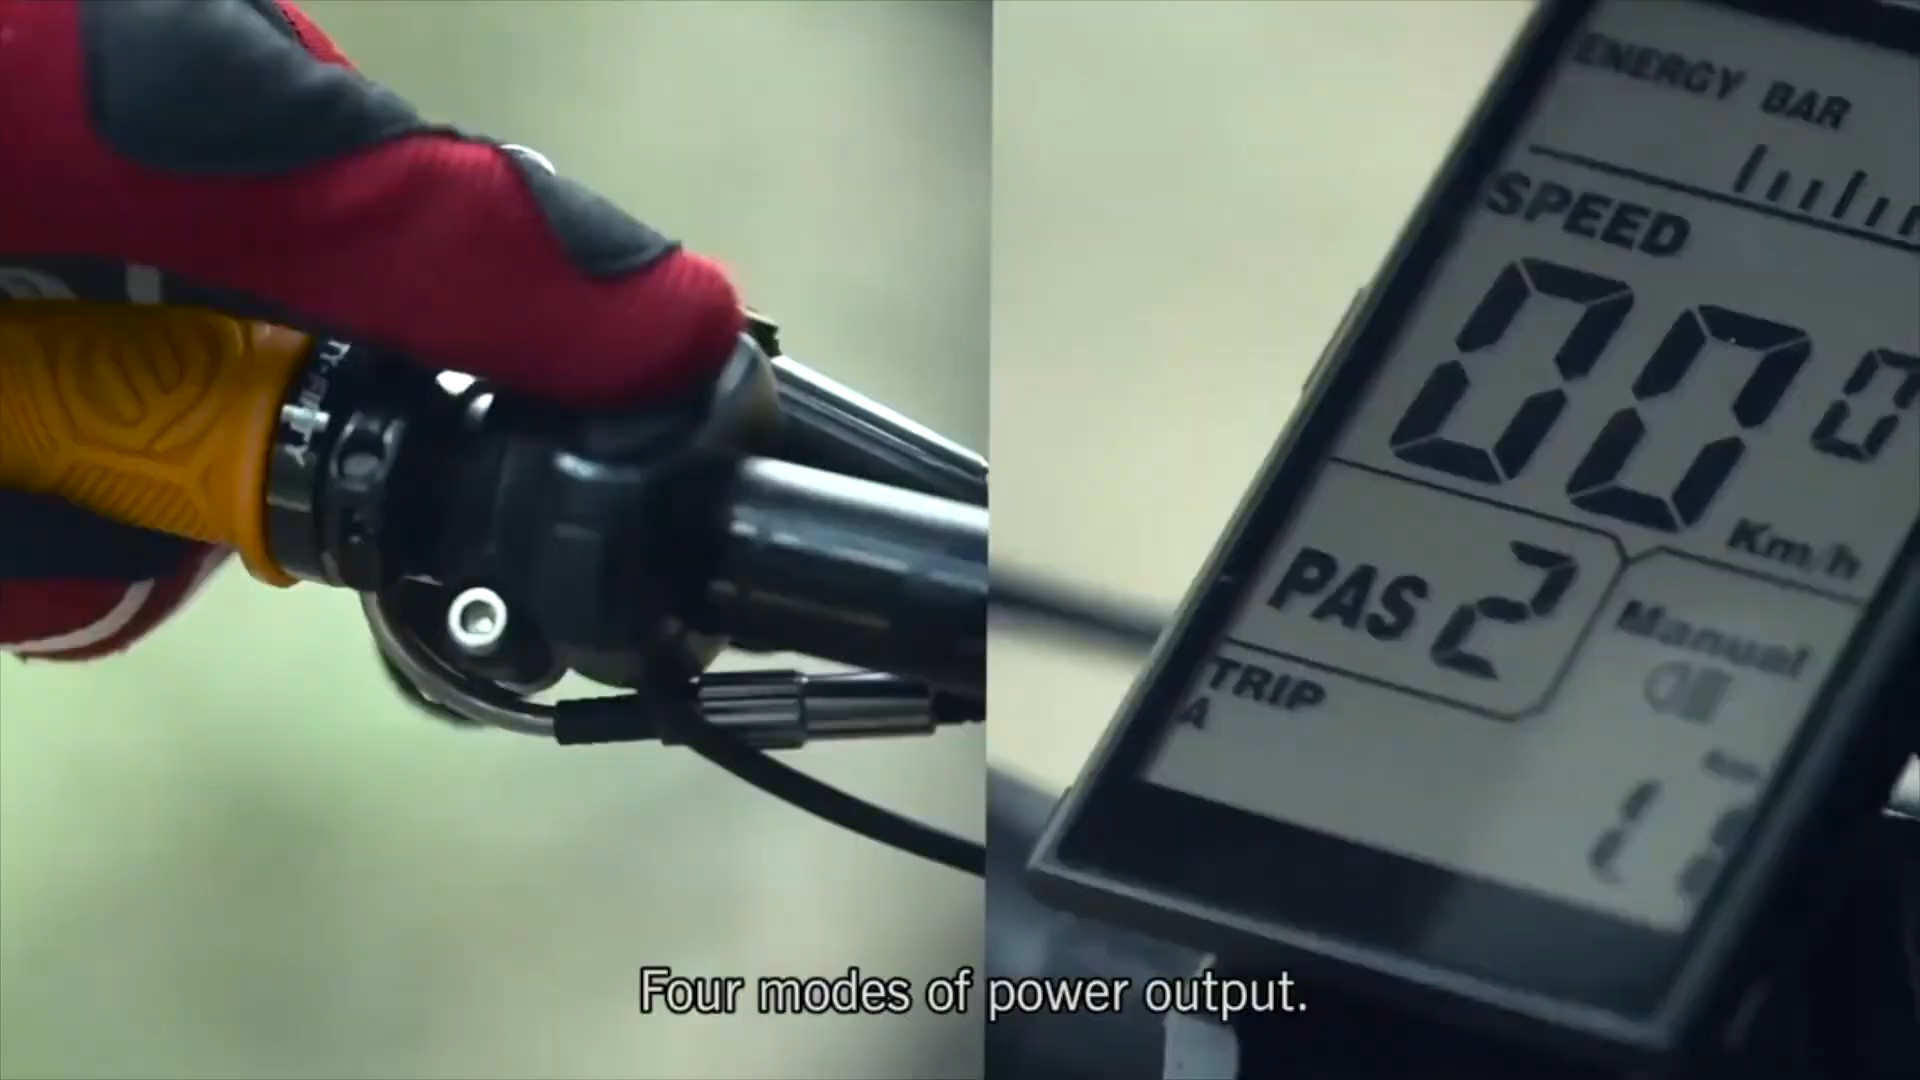 ENERGY BAR
SPEED
000
Km/h
PAS 2
Manual
TRIP
A
Four modes of power output.